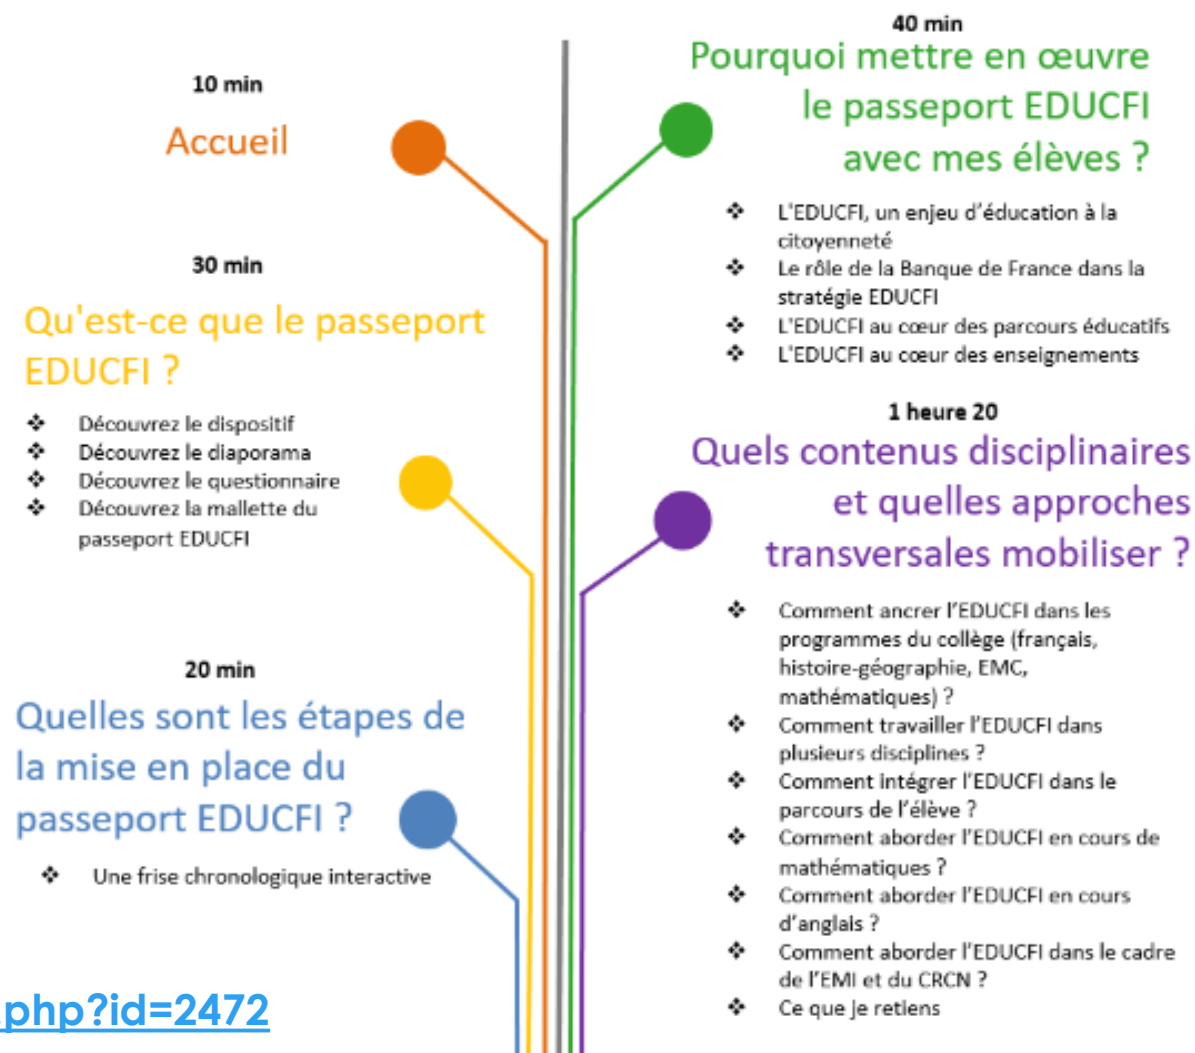 10 min
Accueil
30 min
Qu'est-ce que le passeport
EDUCFI ?
❖ Découvrez le dispositif
❖ Découvrez le diaporama
❖ Découvrez le questionnaire
❖ Découvrez la mallette du
passeport EDUCFI
20 min
Quelles sont les étapes de
la mise en place du
passeport EDUCFI ?
❖ Une frise chronologique interactive
.php?id=2472
40 min
Pourquoi mettre en œuvre
le passeport EDUCFI
avec mes élèves ?
❖ L'EDUCFI, un enjeu d’éducation à la
citoyenneté
❖ Le rôle de la Banque de France dans la
stratégie EDUCFI
❖ L'EDUCFI au cœur des parcours éducatifs
❖ L'EDUCFI au cœur des enseignements
1 heure 20
Quels contenus disciplinaires
et quelles approches
transversales mobiliser ?
❖ Comment ancrer l’EDUCFI dans les
programmes du collège (français,
histoire-géographie, EMC,
mathématiques) ?
❖ Comment travailler l’EDUCFI dans
plusieurs disciplines ?
❖ Comment intégrer l’EDUCFI dans le
parcours de l’élève ?
❖ Comment aborder l’EDUCFI en cours de
mathématiques ?
❖ Comment aborder l’EDUCFI en cours
d’anglais ?
❖ Comment aborder l’EDUCFI dans le cadre
de l’EMI et du CRCN ?
❖ Ce que je retiens